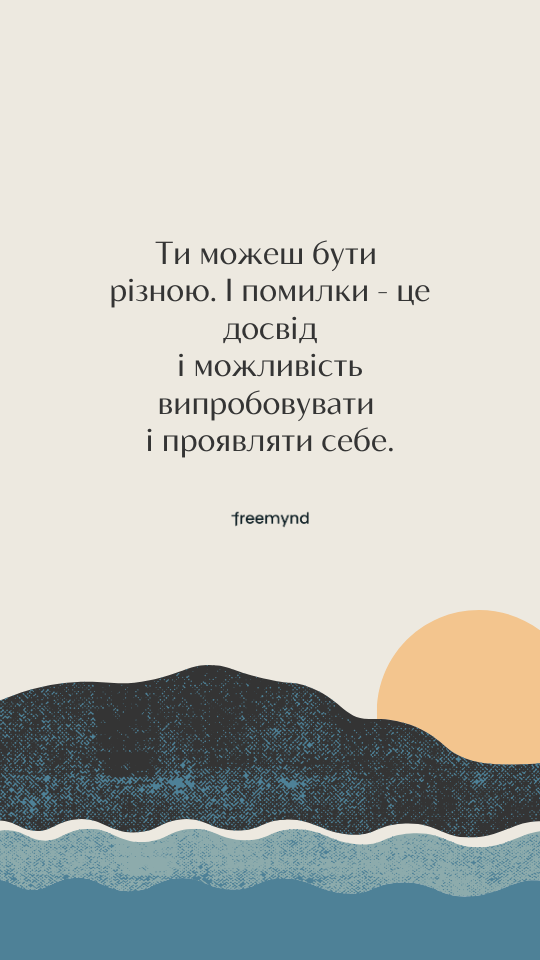 Ти можеш бути
різною. І помилки - це
досвід
і можливість
випробовувати
і проявляти себе.
freemynd